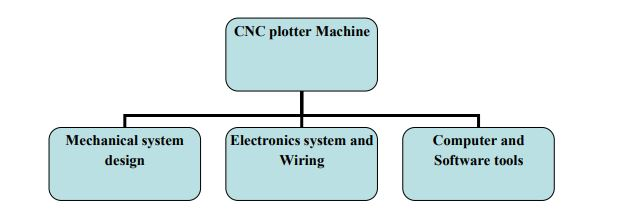 CNC plotter Machine
Mechanical system
design
Electronics system and
Wiring
Computer and
Software tools